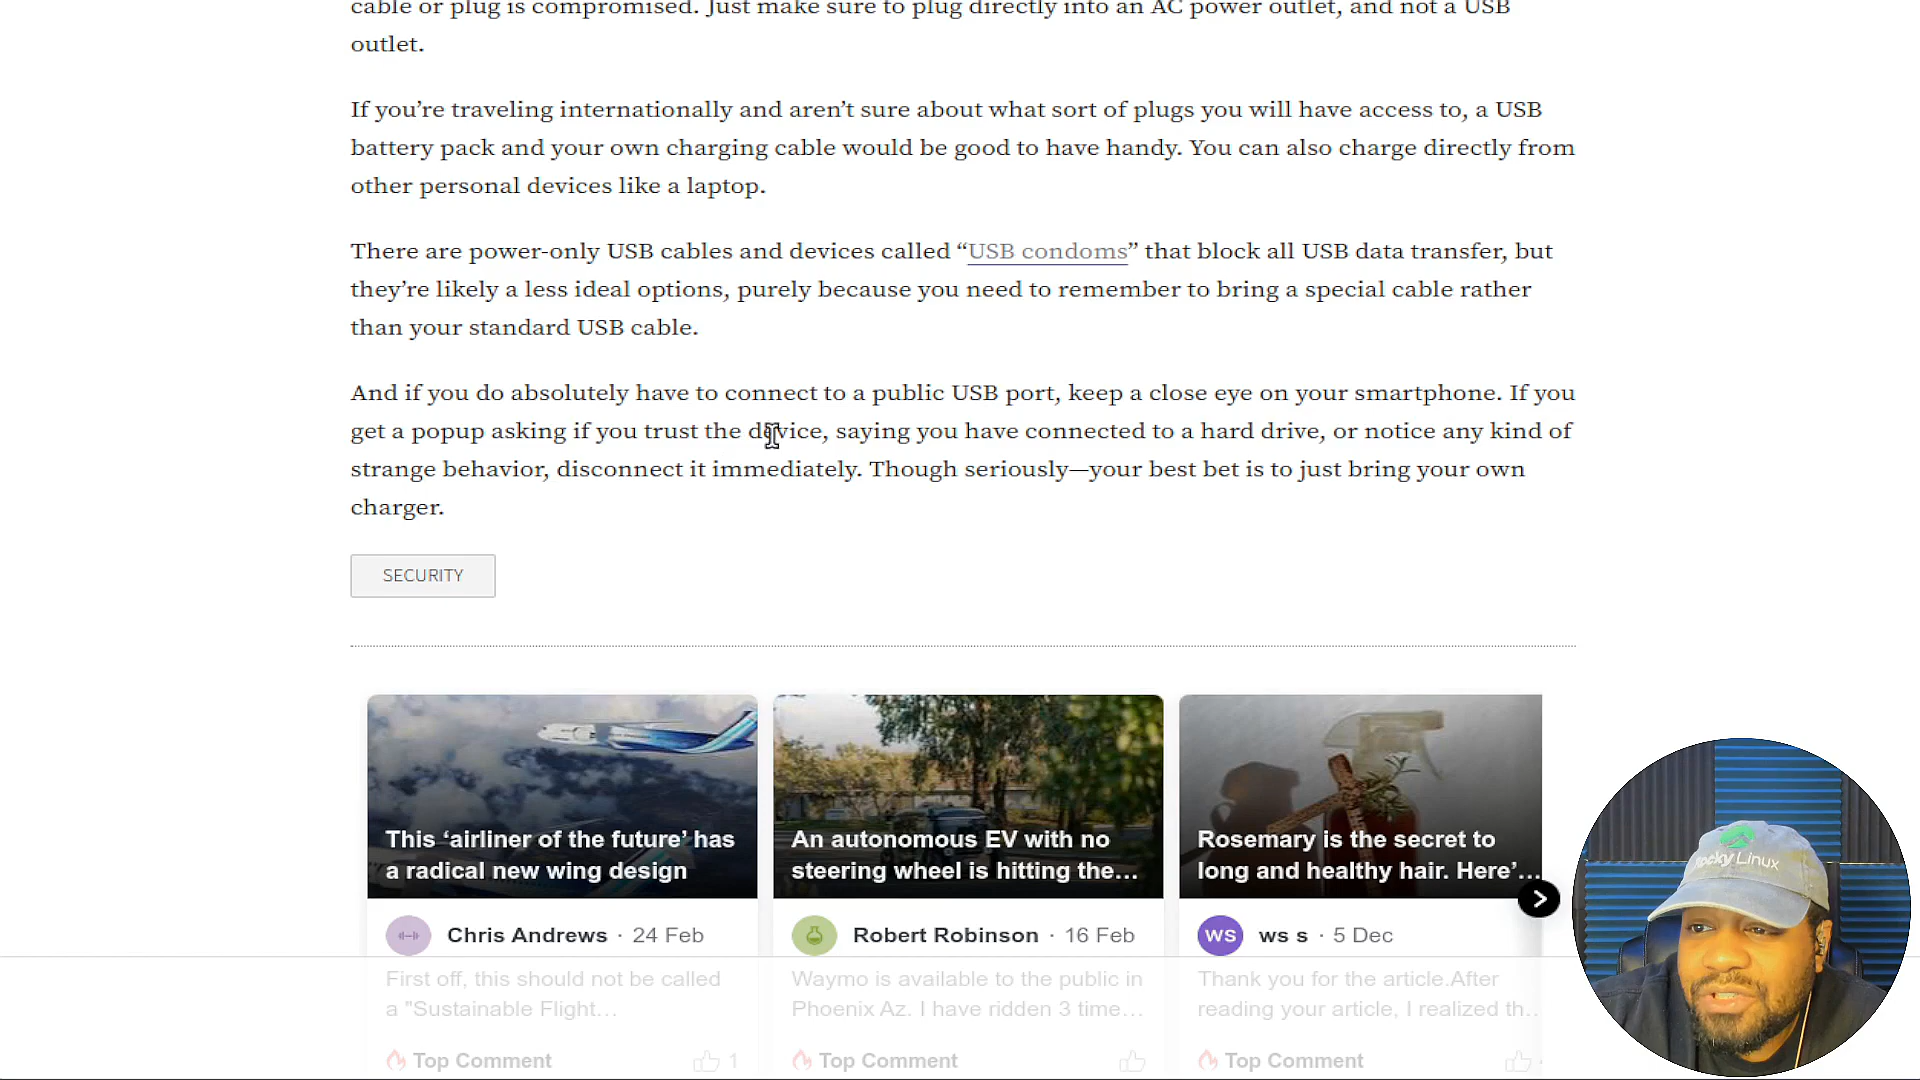 cable or plug is compromised. Just make sure to plug directly into an AC power outlet, and not a USB
outlet.
If you’re traveling internationally and aren’t sure about what sort of plugs you will have access to, a USB
battery pack and your own charging cable would be good to have handy. You can also charge directly from
other personal devices like a laptop.
There are power-only USB cables and devices called “USB condoms” that block all USB data transfer, but
they’re likely a less ideal options, purely because you need to remember to bring a special cable rather
than your standard USB cable.
And if you do absolutely have to connect to a public USB port, keep a close eye on your smartphone. If you
get a popup asking if you trust the device, saying you have connected to a hard drive, or notice any kind of
strange behavior, disconnect it immediately. Though seriously—your best bet is to just bring your own
charger.
SECURITY
This ‘airliner of the future’ has
a radical new wing design
Chris Andrews · 24 Feb
First off, this should not be called
a "Sustainable Flight...
Top Comment 1
An autonomous EV with no
steering wheel is hitting the...
Robert Robinson · 16 Feb
Waymo is available to the public in
Phoenix Az. I have ridden 3 time...
Top Comment
Rosemary is the secret to
long and healthy hair. Here’...
WS ws s · 5 Dec
Thank you for the article.After
reading your article, I realized th...
Top Comment
Rocky Linux